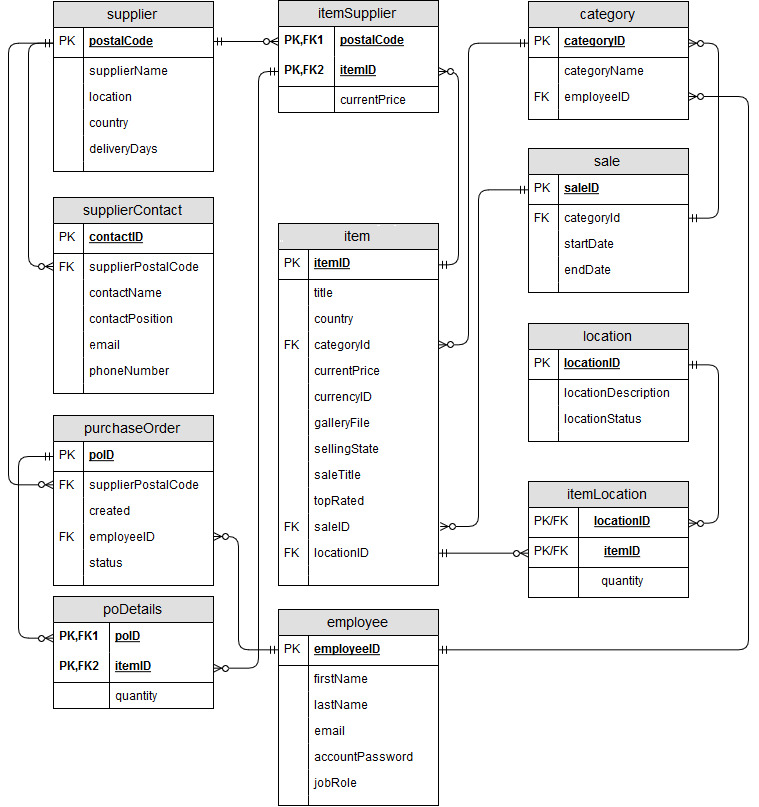 supplier
PK postalCode
supplierName
location
country
deliveryDays
supplierContact
PK contactID
FK supplierPostalCode
contactName
contactPosition
email
phoneNumber
purchaseOrder
PK poID
FK supplierPostalCode
created
FK employeeID
status
poDetails
PK,FK1 poID
PK,FK2 itemID
quantity
itemSupplier
PK,FK1 postalCode
PK,FK2 itemID
currentPrice
item
PK itemID
title
country
FK categoryId
currentPrice
currencyID
galleryFile
sellingState
saleTitle
topRated
FK saleID
FK locationID
employee
PK employeeID
firstName
lastName
email
accountPassword
jobRole
category
PK categoryID
categoryName
FK employeeID
sale
PK saleID
FK categoryId
startDate
endDate
location
PK locationID
locationDescription
locationStatus
itemLocation
PK/FK locationID
PK/FK itemID
quantity